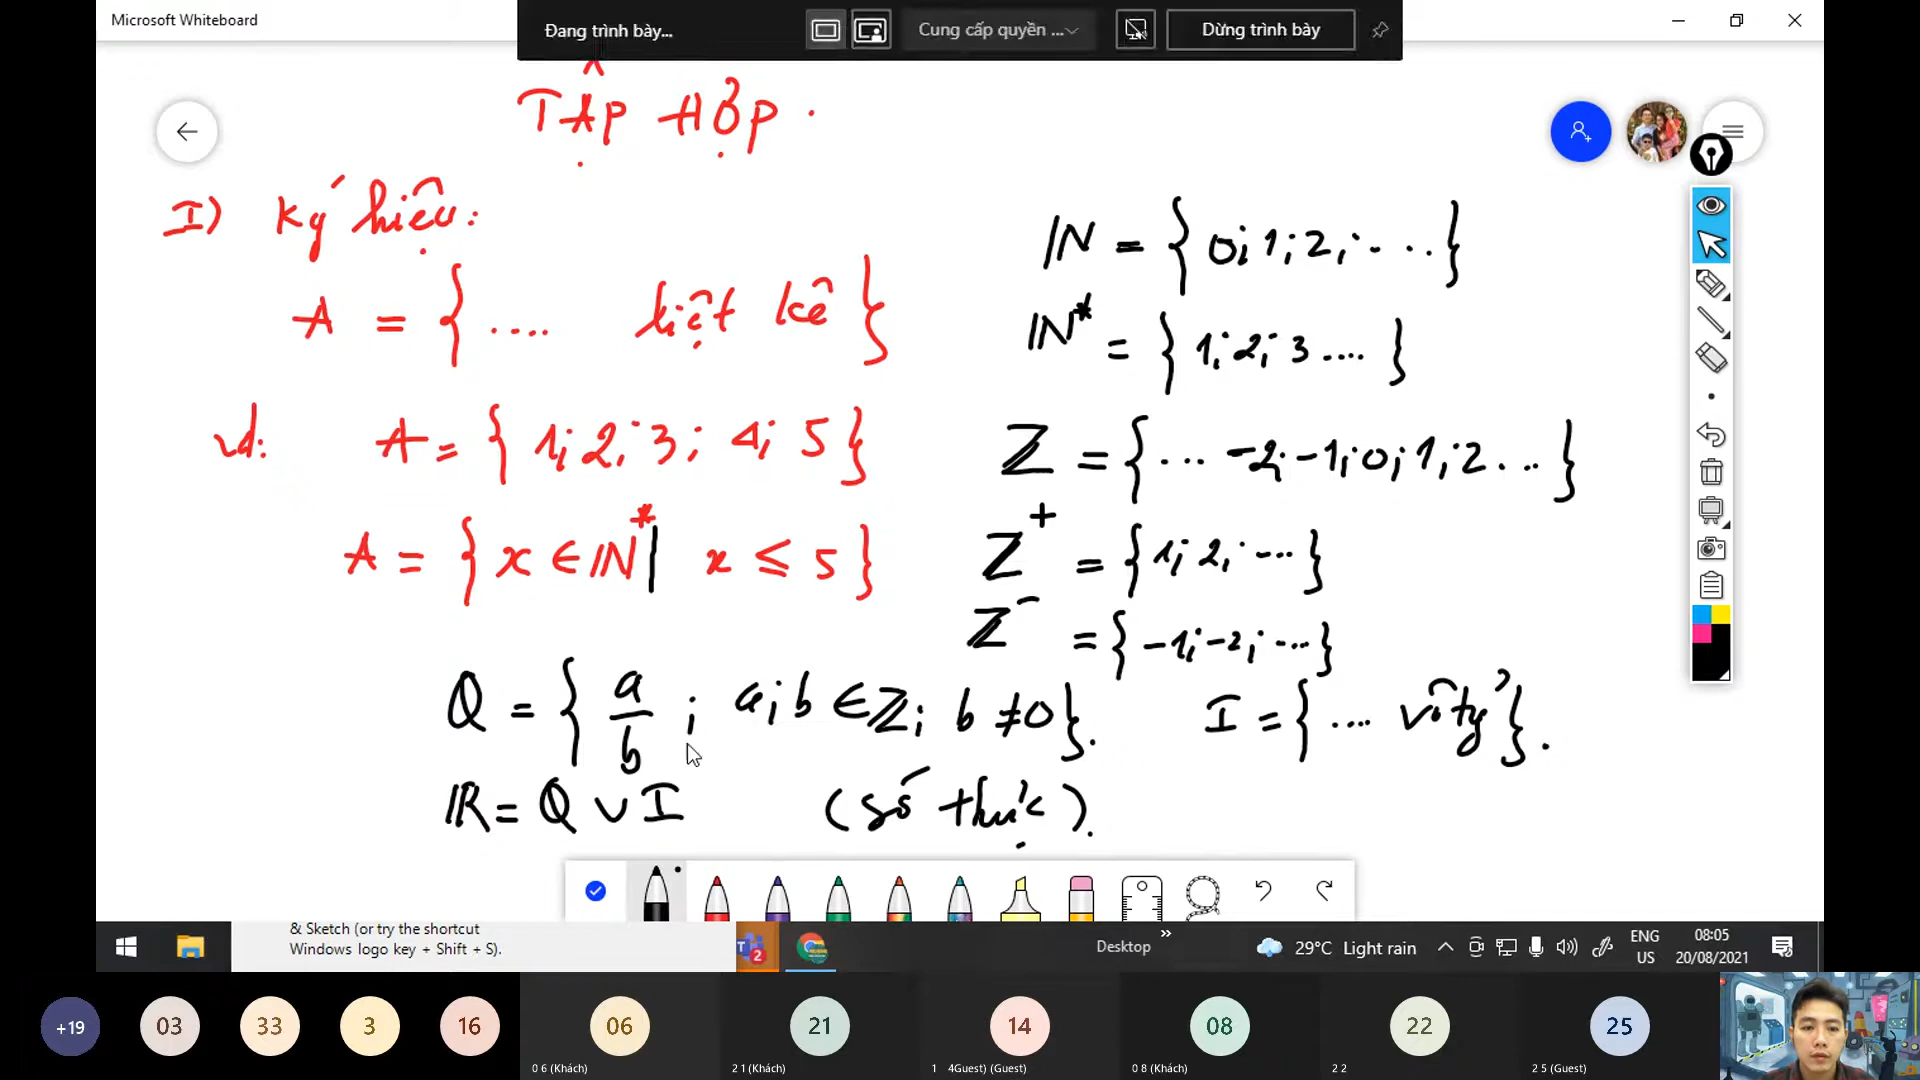 Microsoft Whiteboard
Đang trình bày...
Cung cấp quyền ...
Dừng trình bày
TẬP HỢP.
I) Ký hiệu:
A = { .... liệt kê }
vd: A = { 1; 2; 3; 4; 5 }
A = { x ∈ ℕ* | x ≤ 5 }
ℕ = { 0; 1; 2; ... }
ℕ* = { 1; 2; 3 .... }
ℤ = { ... -2; -1; 0; 1; 2 ... }
ℤ⁺ = { 1; 2; ... }
ℤ⁻ = { -1; -2; ... }
Q = { a/b ; a; b ∈ ℤ; b ≠ 0 }.
I = { .... vô tỷ }.
ℝ = Q ∪ I (số thực).
& Sketch (or try the shortcut
Windows logo key + Shift + S).
2
Desktop
29°C Light rain
ENG
US
08:05
20/08/2021
+19
03
33
3
16
06
21
14
08
22
25
0 6 (Khách)
2 1 (Khách)
1 4Guest) (Guest)
0 8 (Khách)
2 2
2 5 (Guest)